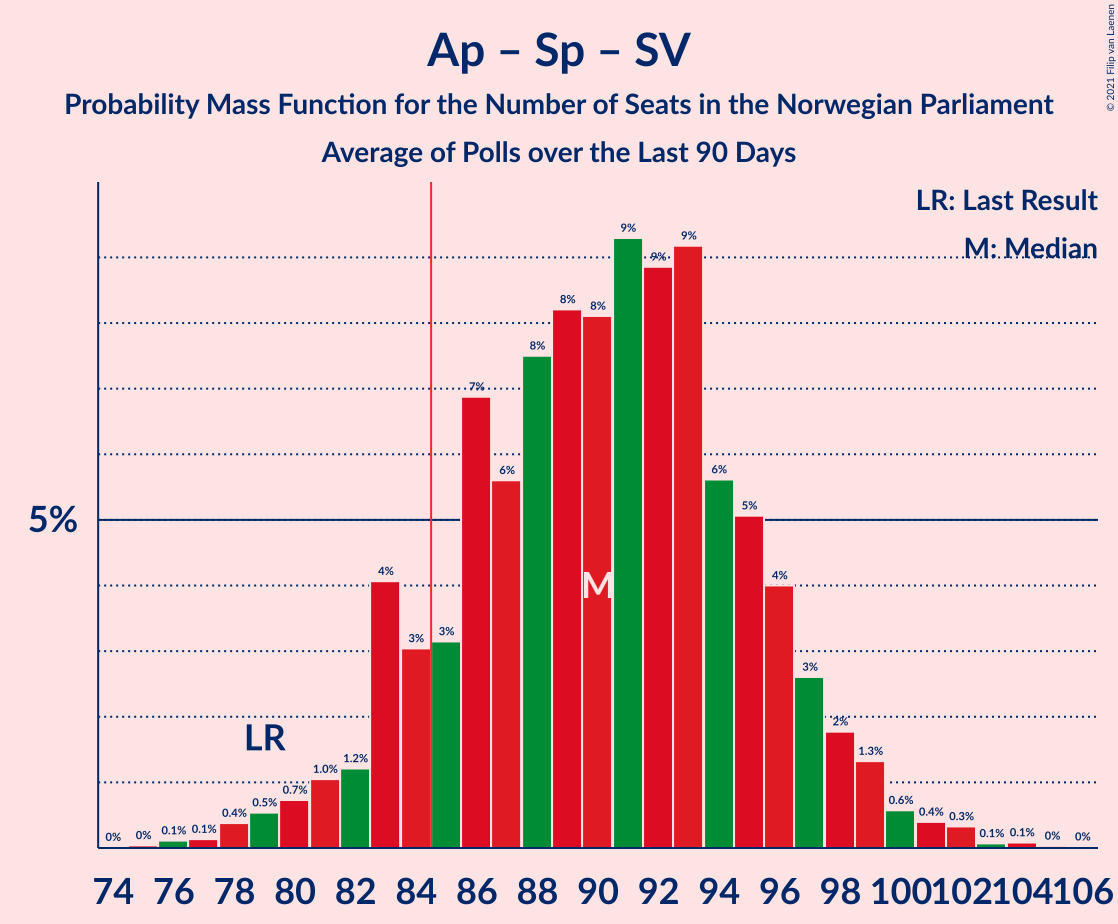 Ap – Sp – SV
Probability Mass Function for the Number of Seats in the Norwegian Parliament
Average of Polls over the Last 90 Days
© 2021 Filip van Laenen
LR: Last Result
M: Median
5%
0% 0% 0.1% 0.1% 0.4% 0.5% 0.7% 1.0% 1.2% 4% 3% 3% 7% 6% 8% 8% 8% 9% 9% 9% 6% 5% 4% 3% 2% 1.3% 0.6% 0.4% 0.3% 0.1% 0.1% 0% 0%
LR
M
74 76 78 80 82 84 86 88 90 92 94 96 98 100 102 104 106